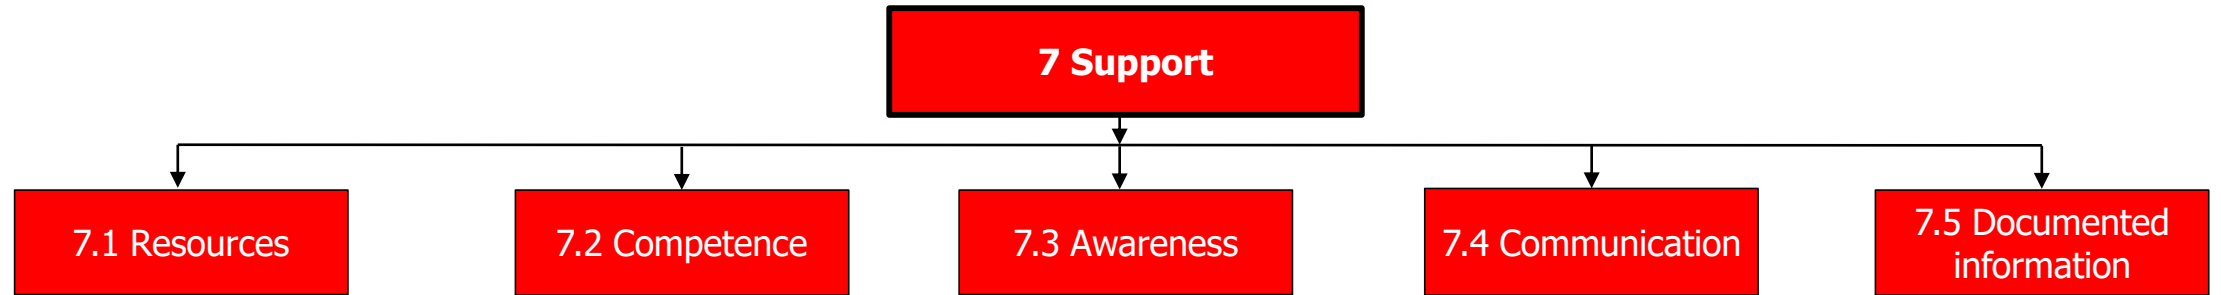 7 Support
7.1 Resources
7.2 Competence
7.3 Awareness
7.4 Communication
7.5 Documented
information